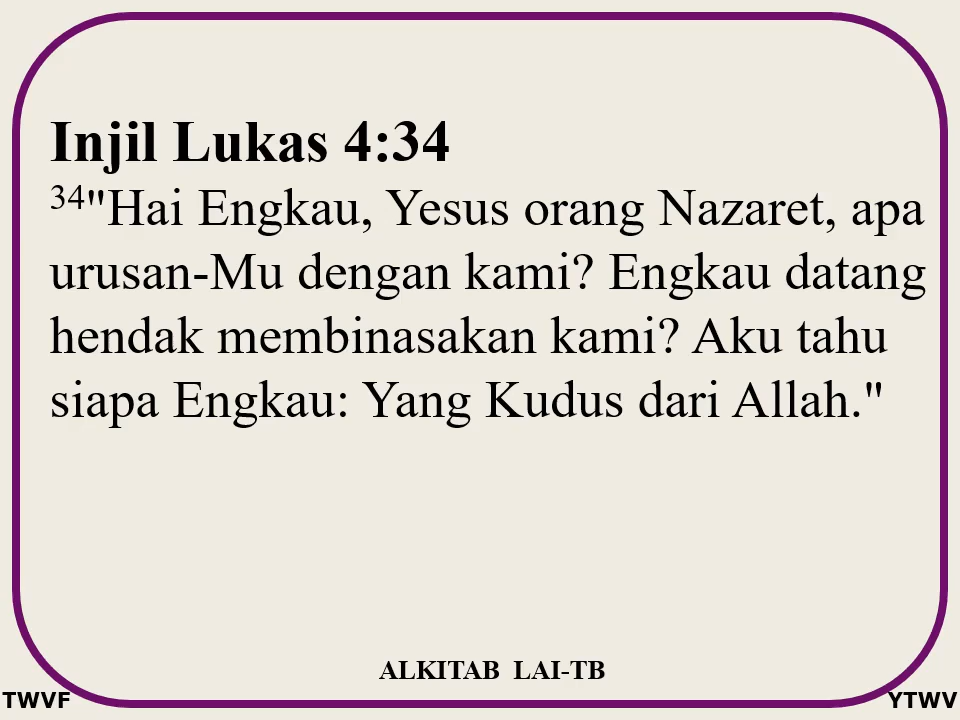 Injil Lukas 4:34
34"Hai Engkau, Yesus orang Nazaret, apa
urusan-Mu dengan kami? Engkau datang
hendak membinasakan kami? Aku tahu
siapa Engkau: Yang Kudus dari Allah."
ALKITAB LAI-TB
TWVF
YTWV